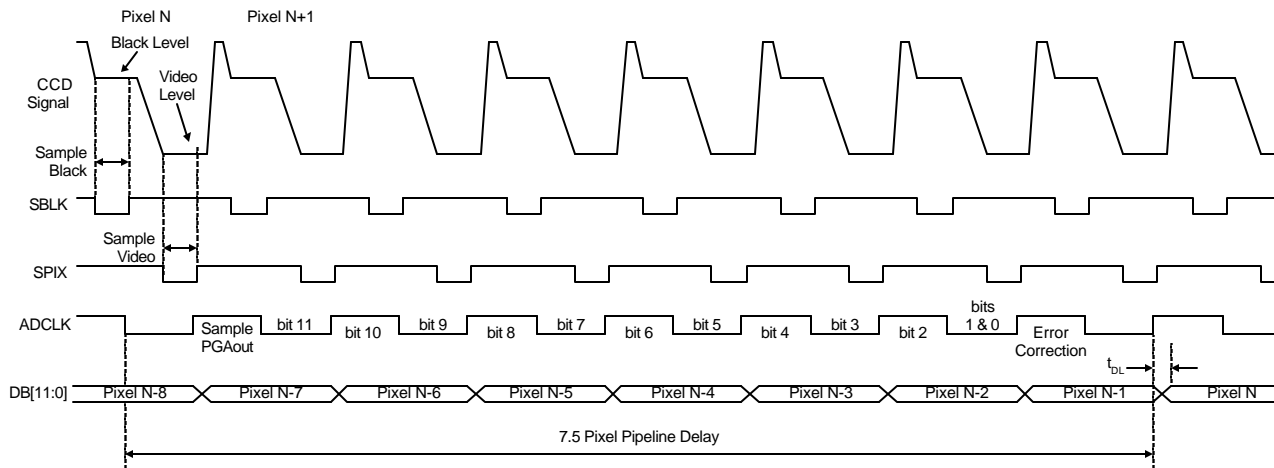 Pixel N
Pixel N+1
Black Level
Video
Level
CCD
Signal
Sample
Black
SBLK
Sample
Video
SPIX
ADCLK
Sample
PGAout
bit 11
bit 10
bit 9
bit 8
bit 7
bit 6
bit 5
bit 4
bit 3
bit 2
bits
1 & 0
Error
Correction
tDL
DB[11:0]
Pixel N-8
Pixel N-7
Pixel N-6
Pixel N-5
Pixel N-4
Pixel N-3
Pixel N-2
Pixel N-1
Pixel N
7.5 Pixel Pipeline Delay